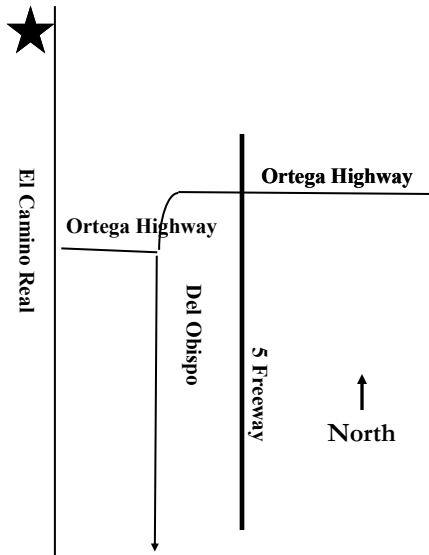 Ortega Highway
El Camino Real
Ortega Highway
Del Obispo
5 Freeway
North